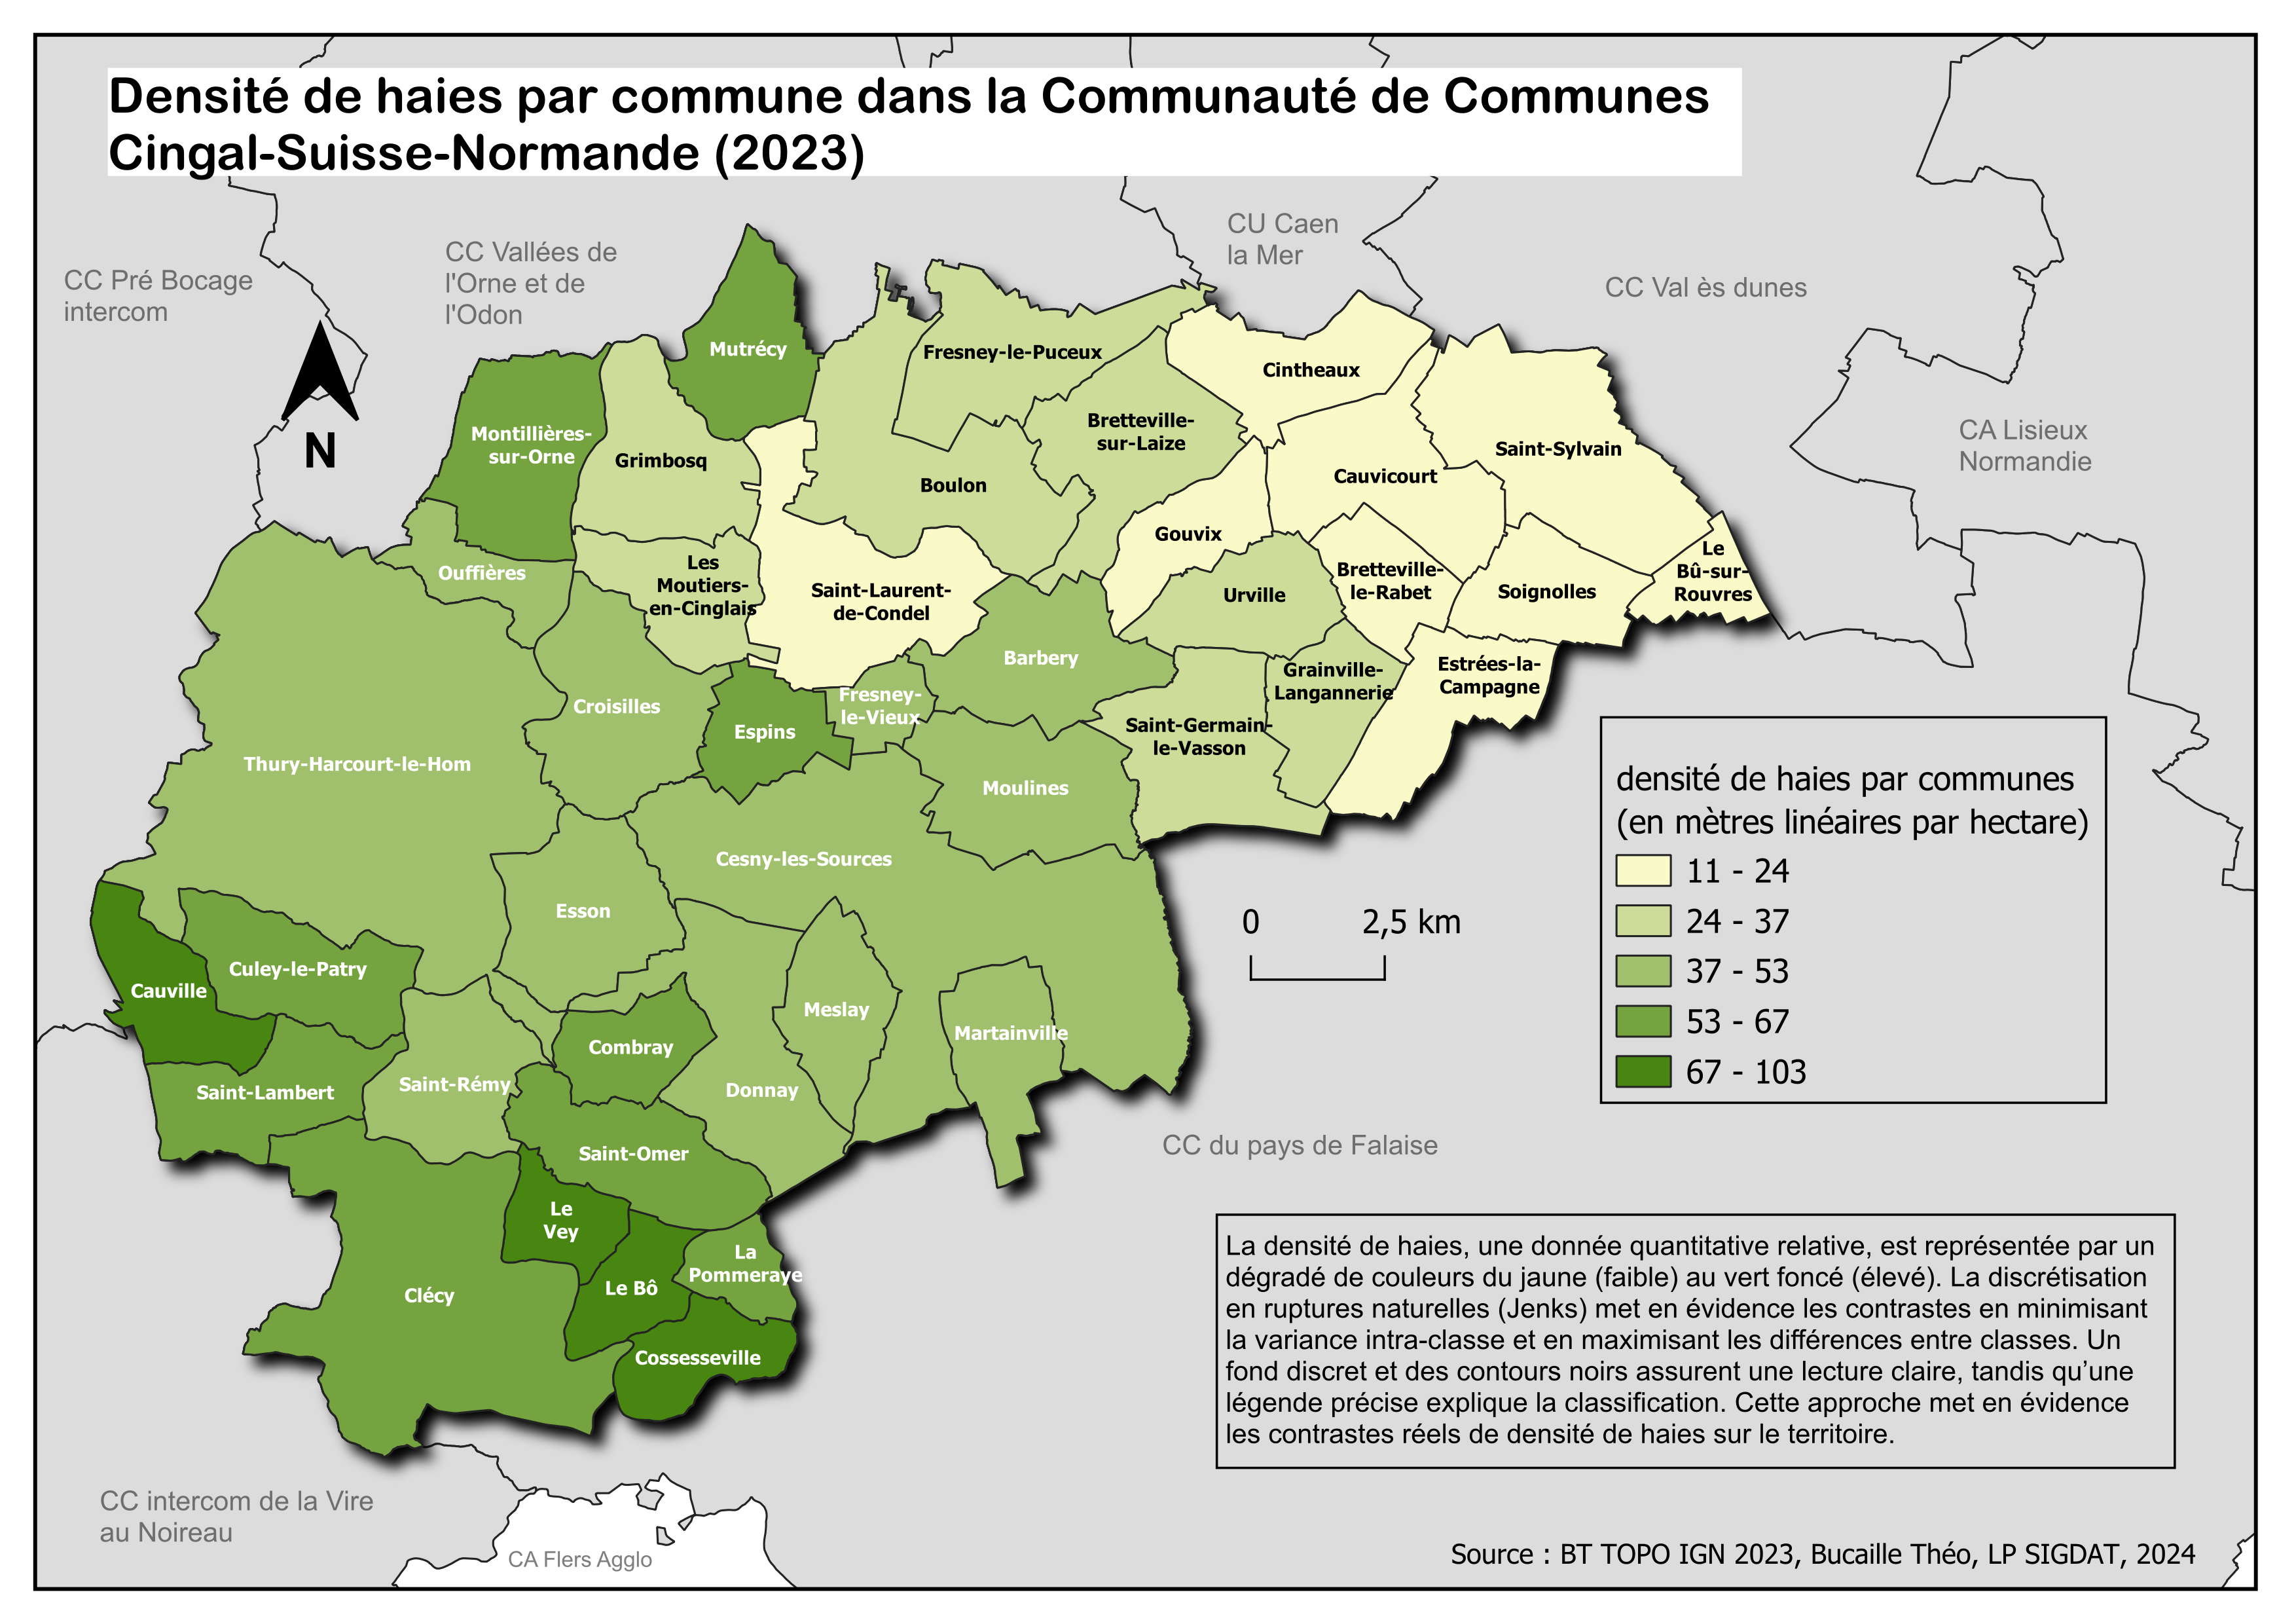 Densité de haies par commune dans la Communauté de Communes
Cingal-Suisse-Normande (2023)
CC Pré Bocage
intercom
CC Vallées de
l'Orne et de
l'Odon
CU Caen
la Mer
CC Val ès dunes
CA Lisieux
Normandie
N
Mutrécy
Fresney-le-Puceux
Cintheaux
Montillières-
sur-Orne
Grimbosq
Bretteville-
sur-Laize
Saint-Sylvain
Cauvicourt
Boulon
Gouvix
Le
Bû-sur-
Rouvres
Ouffières
Les
Moutiers-
en-Cinglais
Saint-Laurent-
de-Condel
Urville
Bretteville-
le-Rabet
Soignolles
Barbery
Grainville-
Langannerie
Estrées-la-
Campagne
Croisilles
Fresney-
le-Vieux
Espins
Saint-Germain-
le-Vasson
Thury-Harcourt-le-Hom
Moulines
Cesny-les-Sources
Esson
Culey-le-Patry
Cauville
Meslay
Martainville
Combray
Saint-Rémy
Donnay
Saint-Lambert
Saint-Omer
Le
Vey
La
Pommeraye
Le Bô
Clécy
Cossesseville
densité de haies par communes
(en mètres linéaires par hectare)
11 - 24
24 - 37
37 - 53
53 - 67
67 - 103
0 2,5 km
CC du pays de Falaise
La densité de haies, une donnée quantitative relative, est représentée par un
dégradé de couleurs du jaune (faible) au vert foncé (élevé). La discrétisation
en ruptures naturelles (Jenks) met en évidence les contrastes en minimisant
la variance intra-classe et en maximisant les différences entre classes. Un
fond discret et des contours noirs assurent une lecture claire, tandis qu’une
légende précise explique la classification. Cette approche met en évidence
les contrastes réels de densité de haies sur le territoire.
CC intercom de la Vire
au Noireau
CA Flers Agglo
Source : BT TOPO IGN 2023, Bucaille Théo, LP SIGDAT, 2024